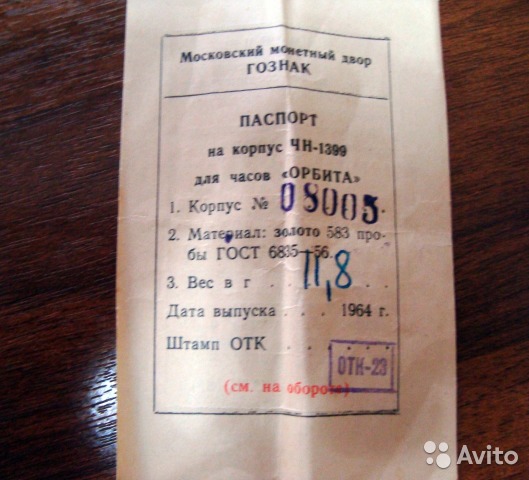 Московский монетный двор
ГОЗНАК
ПАСПОРТ
на корпус ЧН-1399
для часов «ОРБИТА»
1. Корпус № 08005.
2. Материал: золото 583 про-
бы ГОСТ 6835—56.
3. Вес в г . . 11,8 . .
Дата выпуска . . . 1964 г.
Штамп ОТК . . . . .
ОТК-23
(см. на обороте)
Avito